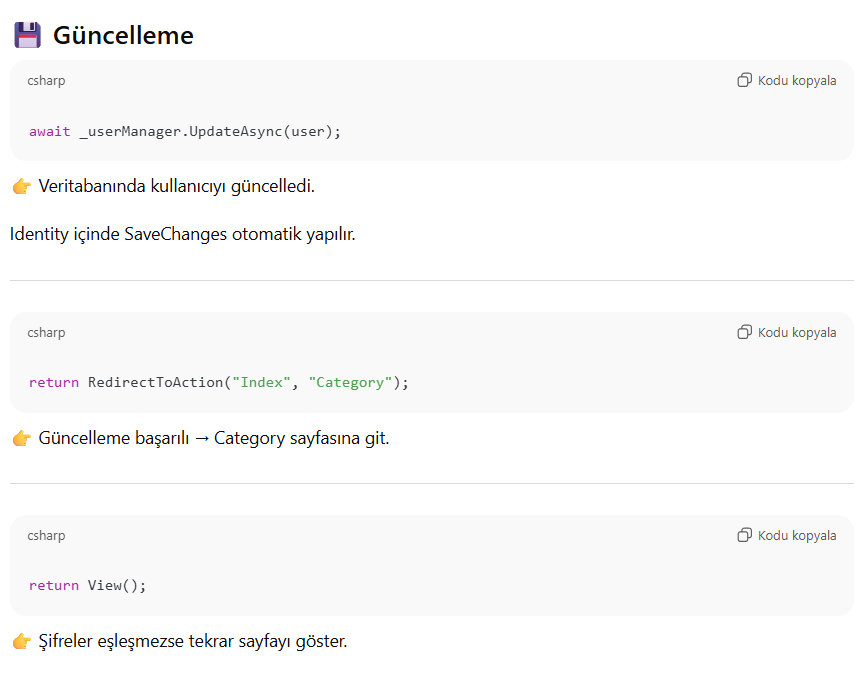 💾 Güncelleme
csharp Kodu kopyala
await _userManager.UpdateAsync(user);
👉 Veritabanında kullanıcıyı güncelledi.
Identity içinde SaveChanges otomatik yapılır.
csharp Kodu kopyala
return RedirectToAction("Index", "Category");
👉 Güncelleme başarılı → Category sayfasına git.
csharp Kodu kopyala
return View();
👉 Şifreler eşleşmezse tekrar sayfayı göster.